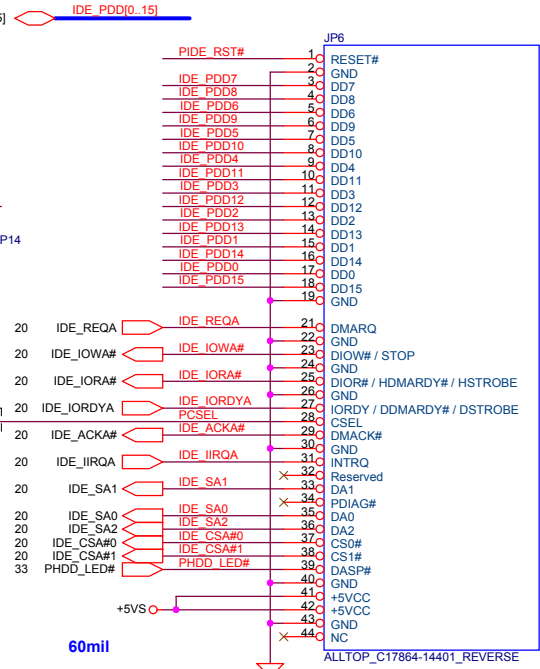 5]
IDE_PDD[0..15]
JP6
PIDE_RST# 1 RESET#
2 GND
IDE_PDD7 3 DD7
IDE_PDD8 4 DD8
IDE_PDD6 5 DD6
IDE_PDD9 6 DD9
IDE_PDD5 7 DD5
IDE_PDD10 8 DD10
IDE_PDD4 9 DD4
IDE_PDD11 10 DD11
IDE_PDD3 11 DD3
IDE_PDD12 12 DD12
IDE_PDD2 13 DD2
P14 IDE_PDD13 14 DD13
IDE_PDD1 15 DD1
IDE_PDD14 16 DD14
IDE_PDD0 17 DD0
IDE_PDD15 18 DD15
19 GND
20 IDE_REQA IDE_REQA 21 DMARQ
22 GND
20 IDE_IOWA# IDE_IOWA# 23 DIOW# / STOP
24 GND
20 IDE_IORA# IDE_IORA# 25 DIOR# / HDMARDY# / HSTROBE
26 GND
20 IDE_IORDYA IDE_IORDYA 27 IORDY / DDMARDY# / DSTROBE
PCSEL 28 CSEL
20 IDE_ACKA# IDE_ACKA# 29 DMACK#
30 GND
20 IDE_IIRQA IDE_IIRQA 31 INTRQ
32 Reserved
20 IDE_SA1 IDE_SA1 33 DA1
34 PDIAG#
20 IDE_SA0 IDE_SA0 35 DA0
20 IDE_SA2 IDE_SA2 36 DA2
20 IDE_CSA#0 IDE_CSA#0 37 CS0#
20 IDE_CSA#1 IDE_CSA#1 38 CS1#
33 PHDD_LED# PHDD_LED# 39 DASP#
40 GND
41 +5VCC
+5VS 42 +5VCC
43 GND
44 NC
60mil
ALLTOP_C17864-14401_REVERSE